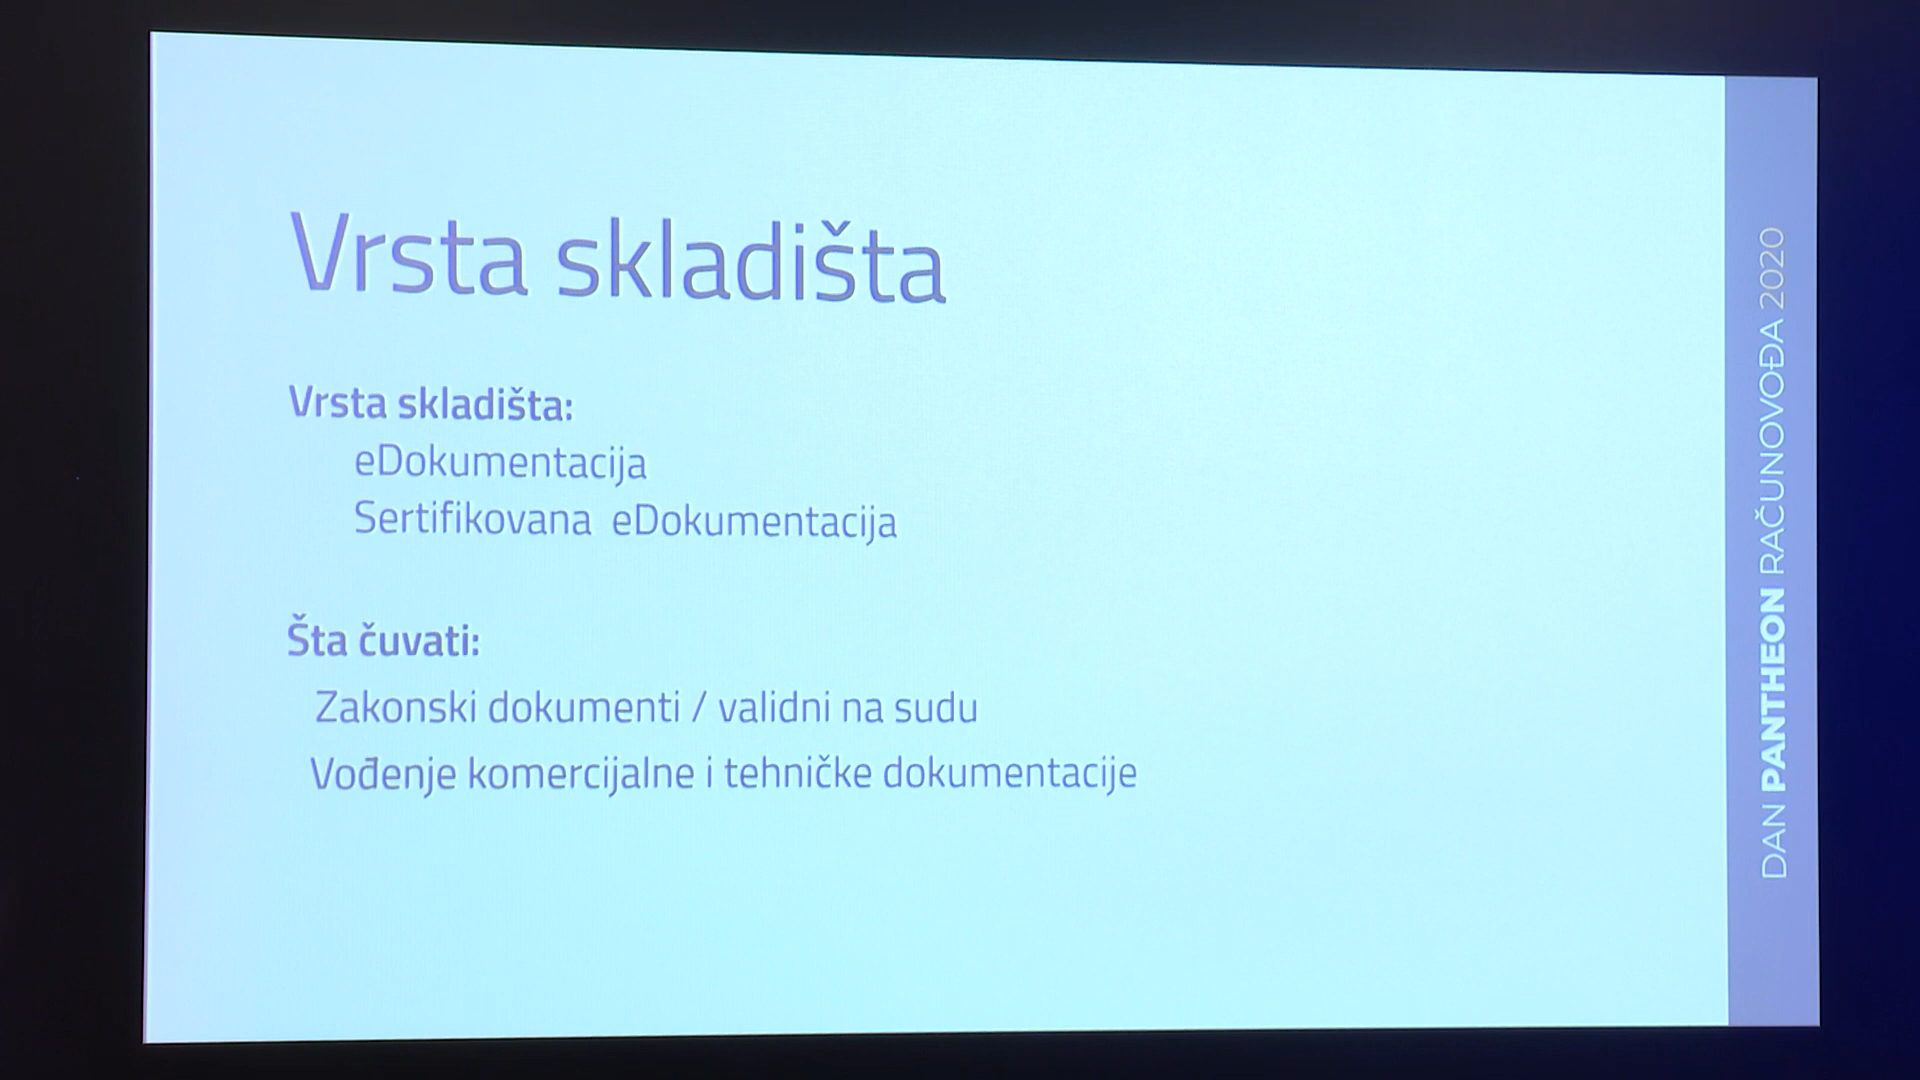 Vrsta skladišta
Vrsta skladišta:
eDokumentacija
Sertifikovana eDokumentacija
Šta čuvati:
Zakonski dokumenti / validni na sudu
Vođenje komercijalne i tehničke dokumentacije
DAN PANTHEON RAČUNOVOĐA 2020